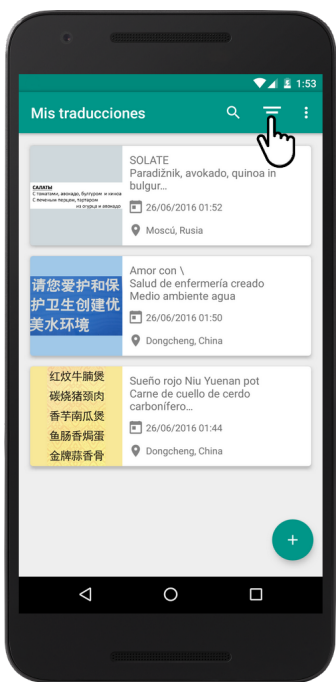 1:53
Mis traducciones
САЛАТЫ
С томатами, авокадо, булгуром и киноа
С печеным перцем, тартаром
из огурца и авокадо
SOLATE
Paradižnik, avokado, quinoa in
bulgur...
26/06/2016 01:52
Moscú, Rusia
请您爱护和保
护卫生创建优
美水环境
Amor con \
Salud de enfermería creado
Medio ambiente agua
26/06/2016 01:50
Dongcheng, China
红炆牛腩煲
碳烧猪颈肉
香芋南瓜煲
鱼肠香焗蛋
金牌蒜香骨
Sueño rojo Niu Yuenan pot
Carne de cuello de cerdo
carbonífero...
26/06/2016 01:44
Dongcheng, China